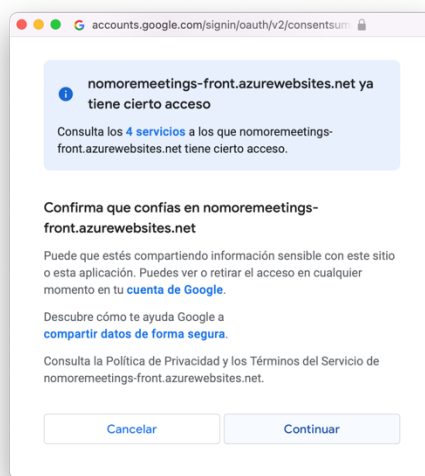 accounts.google.com/signin/oauth/v2/consentsum
nomoremeetings-front.azurewebsites.net ya
tiene cierto acceso
Consulta los 4 servicios a los que nomoremeetings-
front.azurewebsites.net tiene cierto acceso.
Confirma que confías en nomoremeetings-
front.azurewebsites.net
Puede que estés compartiendo información sensible con este sitio
o esta aplicación. Puedes ver o retirar el acceso en cualquier
momento en tu cuenta de Google.
Descubre cómo te ayuda Google a
compartir datos de forma segura.
Consulta la Política de Privacidad y los Términos del Servicio de
nomoremeetings-front.azurewebsites.net.
Cancelar
Continuar